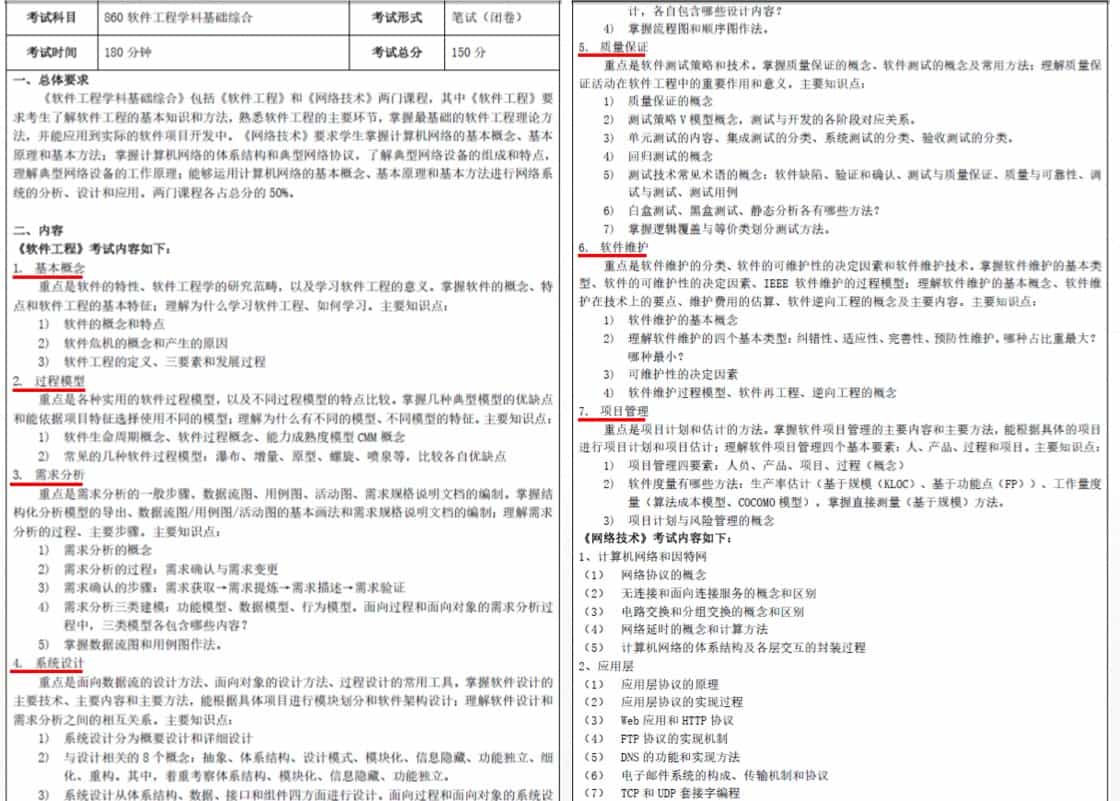 考试科目 860 软件工程学科基础综合 考试形式 笔试（闭卷）
考试时间 180 分钟 考试总分 150 分
一、总体要求
《软件工程学科基础综合》包括《软件工程》和《网络技术》两门课程，其中《软件工程》要
求考生了解软件工程的基本知识和方法，熟悉软件工程的主要环节，掌握最基础的软件工程理论方
法，并能应用到实际的软件项目开发中。《网络技术》要求学生掌握计算机网络的基本概念、基本
原理和基本方法；掌握计算机网络的体系结构和典型网络协议，了解典型网络设备的组成和特点，
理解典型网络设备的工作原理；能够运用计算机网络的基本概念、基本原理和基本方法进行网络系
统的分析、设计和应用。两门课程各占总分的 50%。
二、内容
《软件工程》考试内容如下：
1. 基本概念
重点是软件的特性、软件工程学的研究范畴，以及学习软件工程的意义。掌握软件的概念、特
点和软件工程的基本特征；理解为什么学习软件工程、如何学习。主要知识点：
1) 软件的概念和特点
2) 软件危机的概念和产生的原因
3) 软件工程的定义、三要素和发展过程
2. 过程模型
重点是各种实用的软件过程模型，以及不同过程模型的特点比较。掌握几种典型模型的优缺点
和能依据项目特征选择使用不同的模型；理解为什么有不同的模型、不同模型的特征。主要知识点：
1) 软件生命周期概念、软件过程概念、能力成熟度模型 CMM 概念
2) 常见的几种软件过程模型：瀑布、增量、原型、螺旋、喷泉等，比较各自优缺点
3. 需求分析
重点是需求分析的一般步骤、数据流图、用例图、活动图、需求规格说明文档的编制。掌握结
构化分析模型的导出、数据流图/用例图/活动图的基本画法和需求规格说明文档的编制；理解需求
分析的过程、主要步骤。主要知识点：
1) 需求分析的概念
2) 需求分析的过程：需求确认与需求变更
3) 需求确认的步骤：需求获取→需求提炼→需求描述→需求验证
4) 需求分析三类建模：功能模型、数据模型、行为模型。面向过程和面向对象的需求分析过
程中，三类模型各包含哪些内容？
5) 掌握数据流图和用例图作法。
4. 系统设计
重点是面向数据流的设计方法、面向对象的设计方法、过程设计的常用工具。掌握软件设计的
主要技术、主要内容和主要方法，能根据具体项目进行模块划分和软件架构设计；理解软件设计和
需求分析之间的相互关系。主要知识点：
1) 系统设计分为概要设计和详细设计
2) 与设计相关的 8 个概念：抽象、体系结构、设计模式、模块化、信息隐藏、功能独立、细
化、重构。其中，着重考察体系结构、模块化、信息隐藏、功能独立。
3) 系统设计从体系结构、数据、接口和组件四方面进行设计。面向过程和面向对象的系统设
计，各自包含哪些设计内容？
4) 掌握流程图和顺序图作法。
5. 质量保证
重点是软件测试策略和技术。掌握质量保证的概念、软件测试的概念及常用方法；理解质量保
证活动在软件工程中的重要作用和意义。主要知识点：
1) 质量保证的概念
2) 测试策略 V 模型概念，测试与开发的各阶段对应关系。
3) 单元测试的内容、集成测试的分类、系统测试的分类、验收测试的分类。
4) 回归测试的概念
5) 测试技术常见术语的概念：软件缺陷、验证和确认、测试与质量保证、质量与可靠性、调
试与测试、测试用例
6) 白盒测试、黑盒测试、静态分析各有哪些方法？
7) 掌握逻辑覆盖与等价类划分测试方法。
6. 软件维护
重点是软件维护的分类、软件的可维护性的决定因素和软件维护技术。掌握软件维护的基本类
型、软件的可维护性的决定因素、IEEE 软件维护的过程模型；理解软件维护的基本概念、软件维
护在技术上的要点、维护费用的估算、软件逆向工程的概念及主要内容。主要知识点：
1) 软件维护的基本概念
2) 理解软件维护的四个基本类型：纠错性、适应性、完善性、预防性维护。哪种占比重最大？
哪种最小？
3) 可维护性的决定因素
4) 软件维护过程模型、软件再工程、逆向工程的概念
7. 项目管理
重点是项目计划和估计的方法。掌握软件项目管理的主要内容和主要方法，能根据具体的项目
进行项目计划和项目估计；理解软件项目管理四个基本要素：人、产品、过程和项目。主要知识点：
1) 项目管理四要素：人员、产品、项目、过程（概念）
2) 软件度量有哪些方法：生产率估计（基于规模（KLOC）、基于功能点（FP））、工作量度
量（算法成本模型、COCOMO 模型），掌握直接测量（基于规模）方法。
3) 项目计划与风险管理的概念
《网络技术》考试内容如下：
1、计算机网络和因特网
（1） 网络协议的概念
（2） 无连接和面向连接服务的概念和区别
（3） 电路交换和分组交换的概念和区别
（4） 网络延时的概念和计算方法
（5） 计算机网络的体系结构及各层交互的封装过程
2、应用层
（1） 应用层协议的原理
（2） 应用层协议的实现过程
（3） Web 应用和 HTTP 协议
（4） FTP 协议的实现机制
（5） DNS 的功能和实现方法
（6） 电子邮件系统的构成、传输机制和协议
（7） TCP 和 UDP 套接字编程